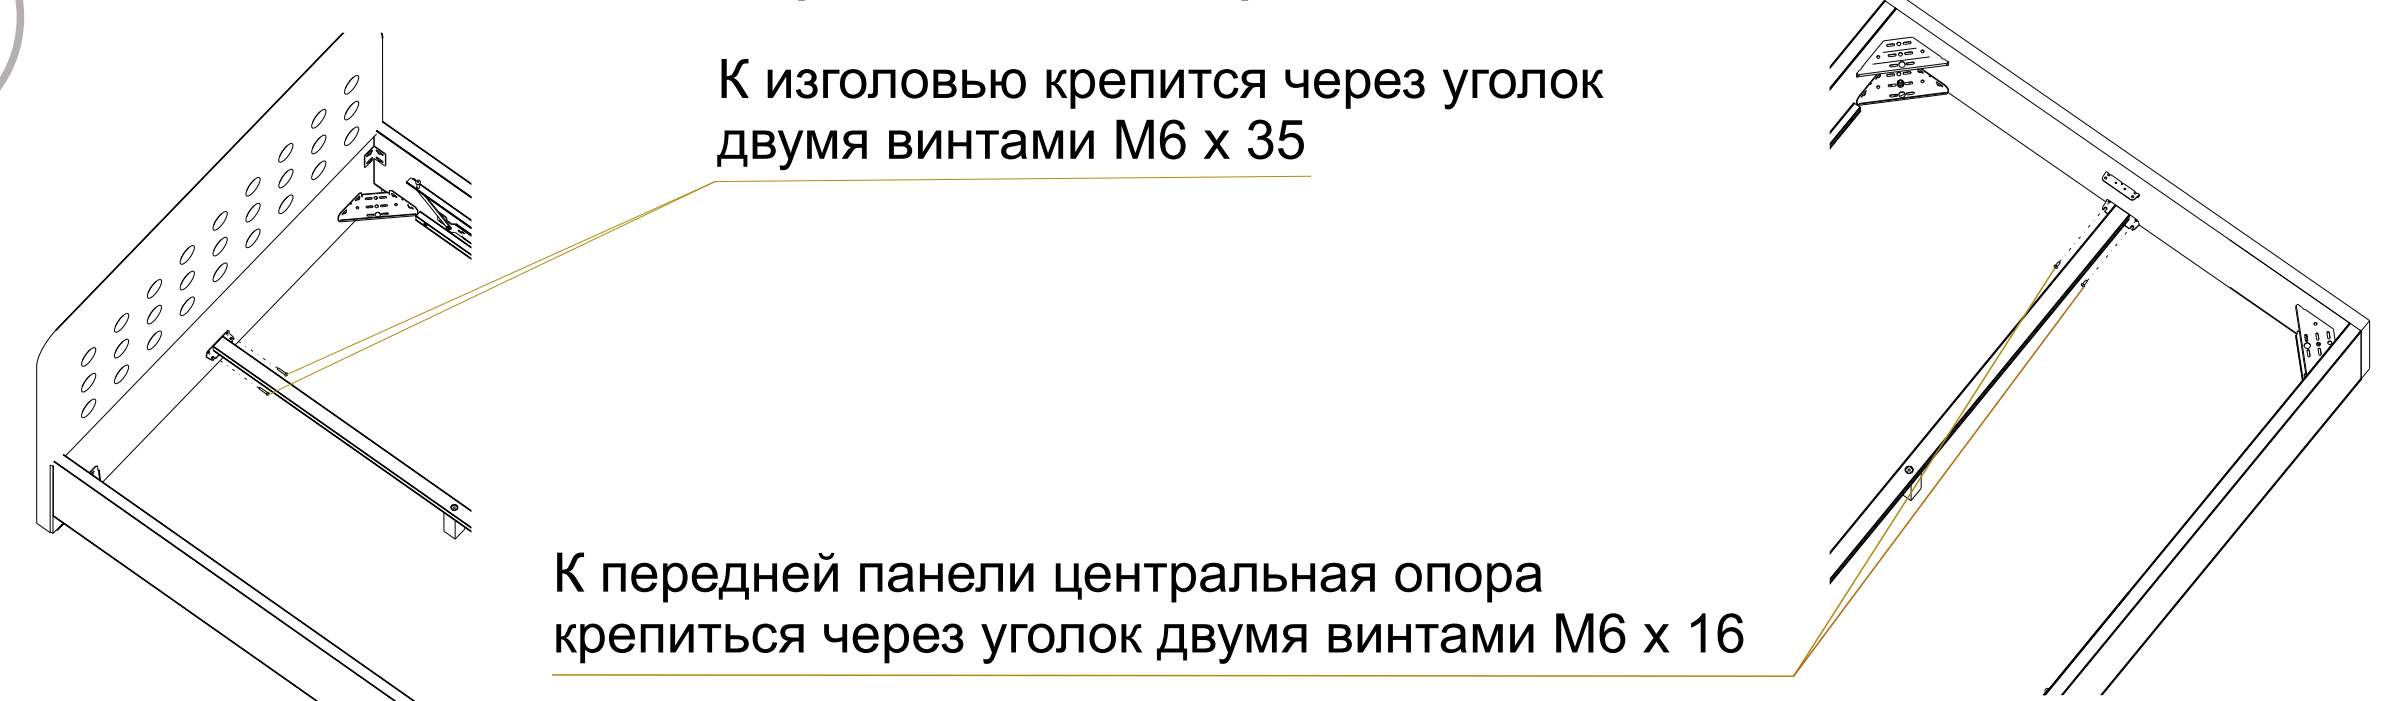 К изголовью крепится через уголок
двумя винтами М6 х 35
К передней панели центральная опора
крепиться через уголок двумя винтами М6 х 16